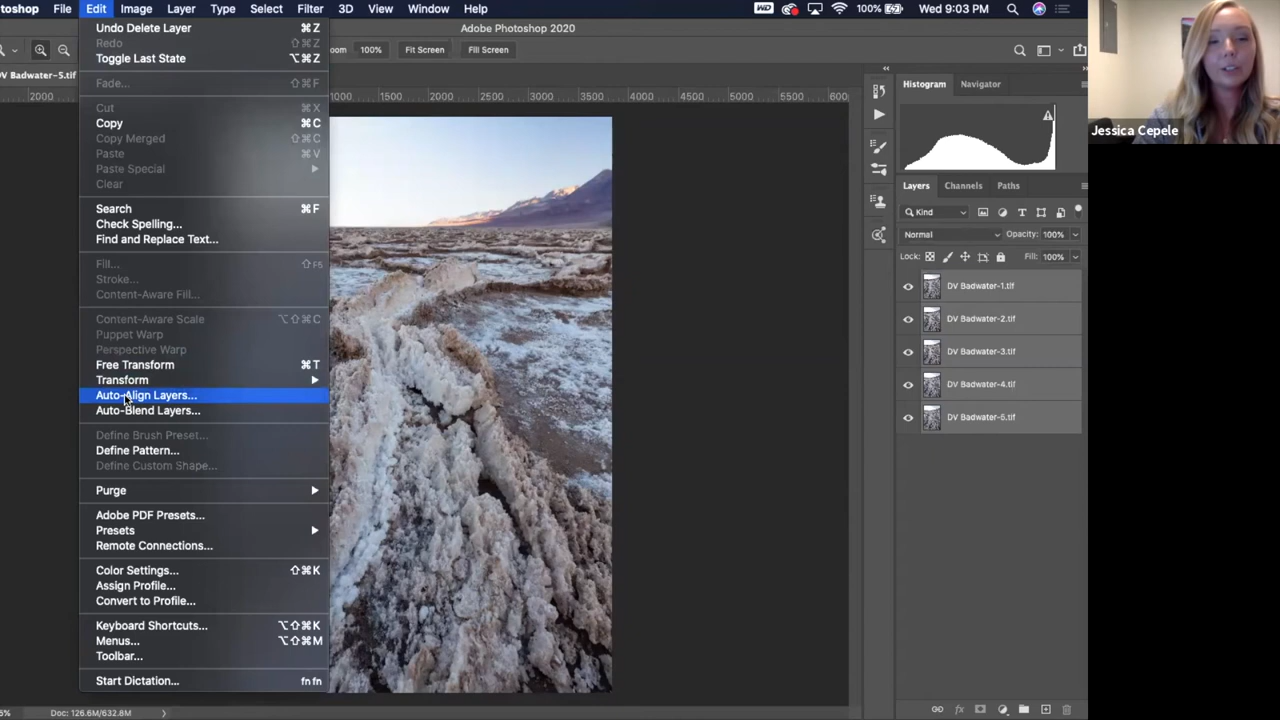 otoshop File Edit Image Layer Type Select Filter 3D View Window Help WD 100% Wed 9:03 PM
Adobe Photoshop 2020
oom 100% Fit Screen Fill Screen
DV Badwater-5.tif
2000 1000 1500 2000 2500 3000 3500 4000 4500 5000 5500 600
Undo Delete Layer ⌘Z
Redo ⇧⌘Z
Toggle Last State ⌥⌘Z
Fade... ⇧⌘F
Cut ⌘X
Copy ⌘C
Copy Merged ⇧⌘C
Paste ⌘V
Paste Special
Clear
Search ⌘F
Check Spelling...
Find and Replace Text...
Fill... ⇧F5
Stroke...
Content-Aware Fill...
Content-Aware Scale ⌥⇧⌘C
Puppet Warp
Perspective Warp
Free Transform ⌘T
Transform
Auto-Align Layers...
Auto-Blend Layers...
Define Brush Preset...
Define Pattern...
Define Custom Shape...
Purge
Adobe PDF Presets...
Presets
Remote Connections...
Color Settings... ⇧⌘K
Assign Profile...
Convert to Profile...
Keyboard Shortcuts... ⌥⇧⌘K
Menus... ⌥⇧⌘M
Toolbar...
Start Dictation... fn fn
Histogram Navigator
Layers Channels Paths
Kind
Normal Opacity: 100%
Lock: Fill: 100%
DV Badwater-1.tif
DV Badwater-2.tif
DV Badwater-3.tif
DV Badwater-4.tif
DV Badwater-5.tif
fx
5% Doc: 126.6M/632.8M
Jessica Cepele